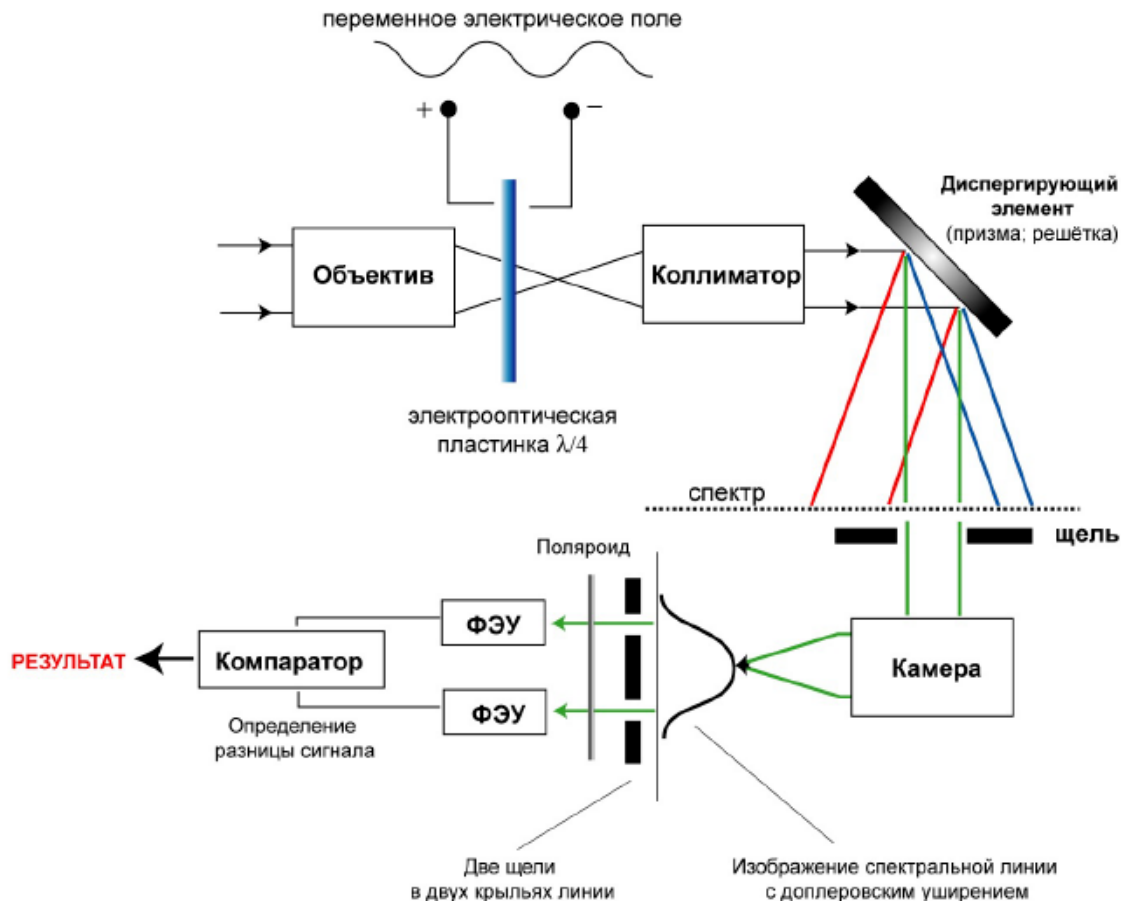 переменное электрическое поле
+
−
Диспергирующий
элемент
(призма; решётка)
Объектив
Коллиматор
электрооптическая
пластинка λ/4
спектр
щель
Поляроид
ФЭУ
РЕЗУЛЬТАТ
Компаратор
Камера
ФЭУ
Определение
разницы сигнала
Две щели
в двух крыльях линии
Изображение спектральной линии
с доплеровским уширением